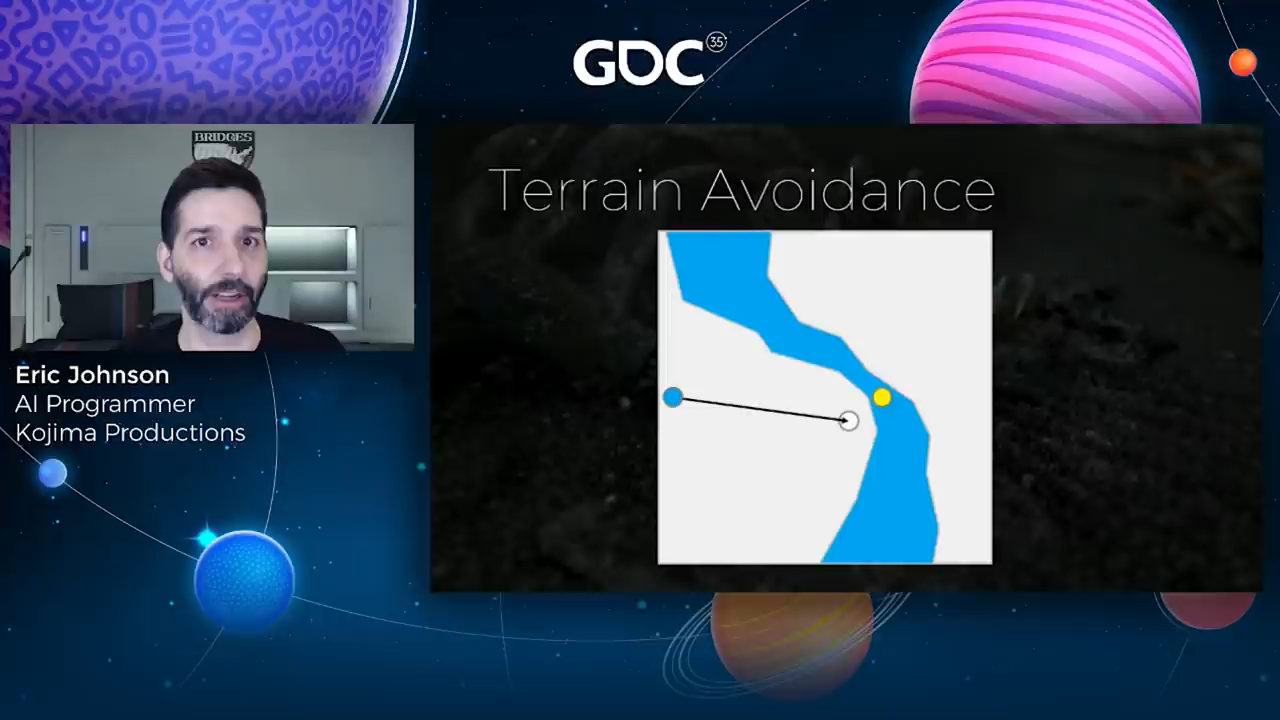 GDC 35
BRIDGES
Terrain Avoidance
Eric Johnson
AI Programmer
Kojima Productions